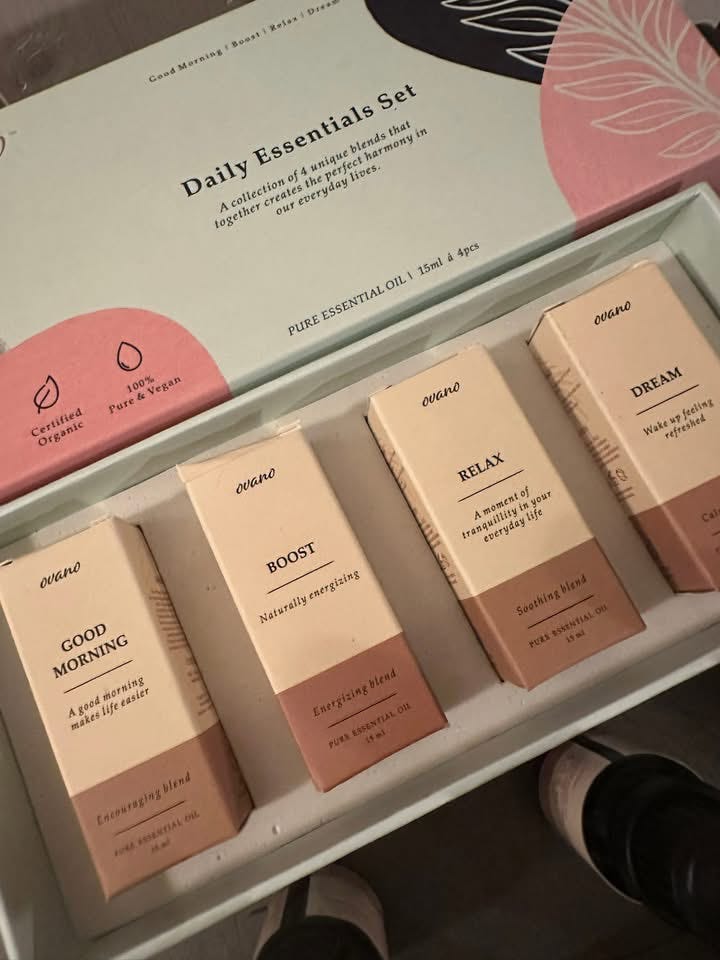 Good Morning | Boost | Relax | Dream
Daily Essentials Set
A collection of 4 unique blends that
together creates the perfect harmony in
our everyday lives.
PURE ESSENTIAL OIL \ 15ml á 4pcs
Certified
Organic
100%
Pure & Vegan
ovano
GOOD
MORNING
A good morning
makes life easier
Encouraging blend
PURE ESSENTIAL OIL
15 ml
ovano
BOOST
Naturally energizing
Energizing blend
PURE ESSENTIAL OIL
15 ml
ovano
RELAX
A moment of
tranquillity in your
everyday life
Soothing blend
PURE ESSENTIAL OIL
15 ml
ovano
DREAM
Wake up feeling
refreshed